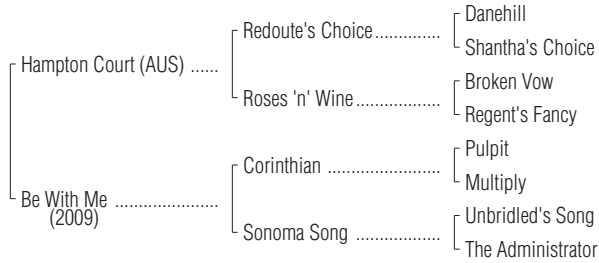 Danehill
Redoute's Choice..............
Shantha's Choice
Hampton Court (AUS) ......
Broken Vow
Roses 'n' Wine..................
Regent's Fancy
Pulpit
Corinthian ........................
Multiply
Be With Me ......................
(2009)
Unbridled's Song
Sonoma Song ..................
The Administrator